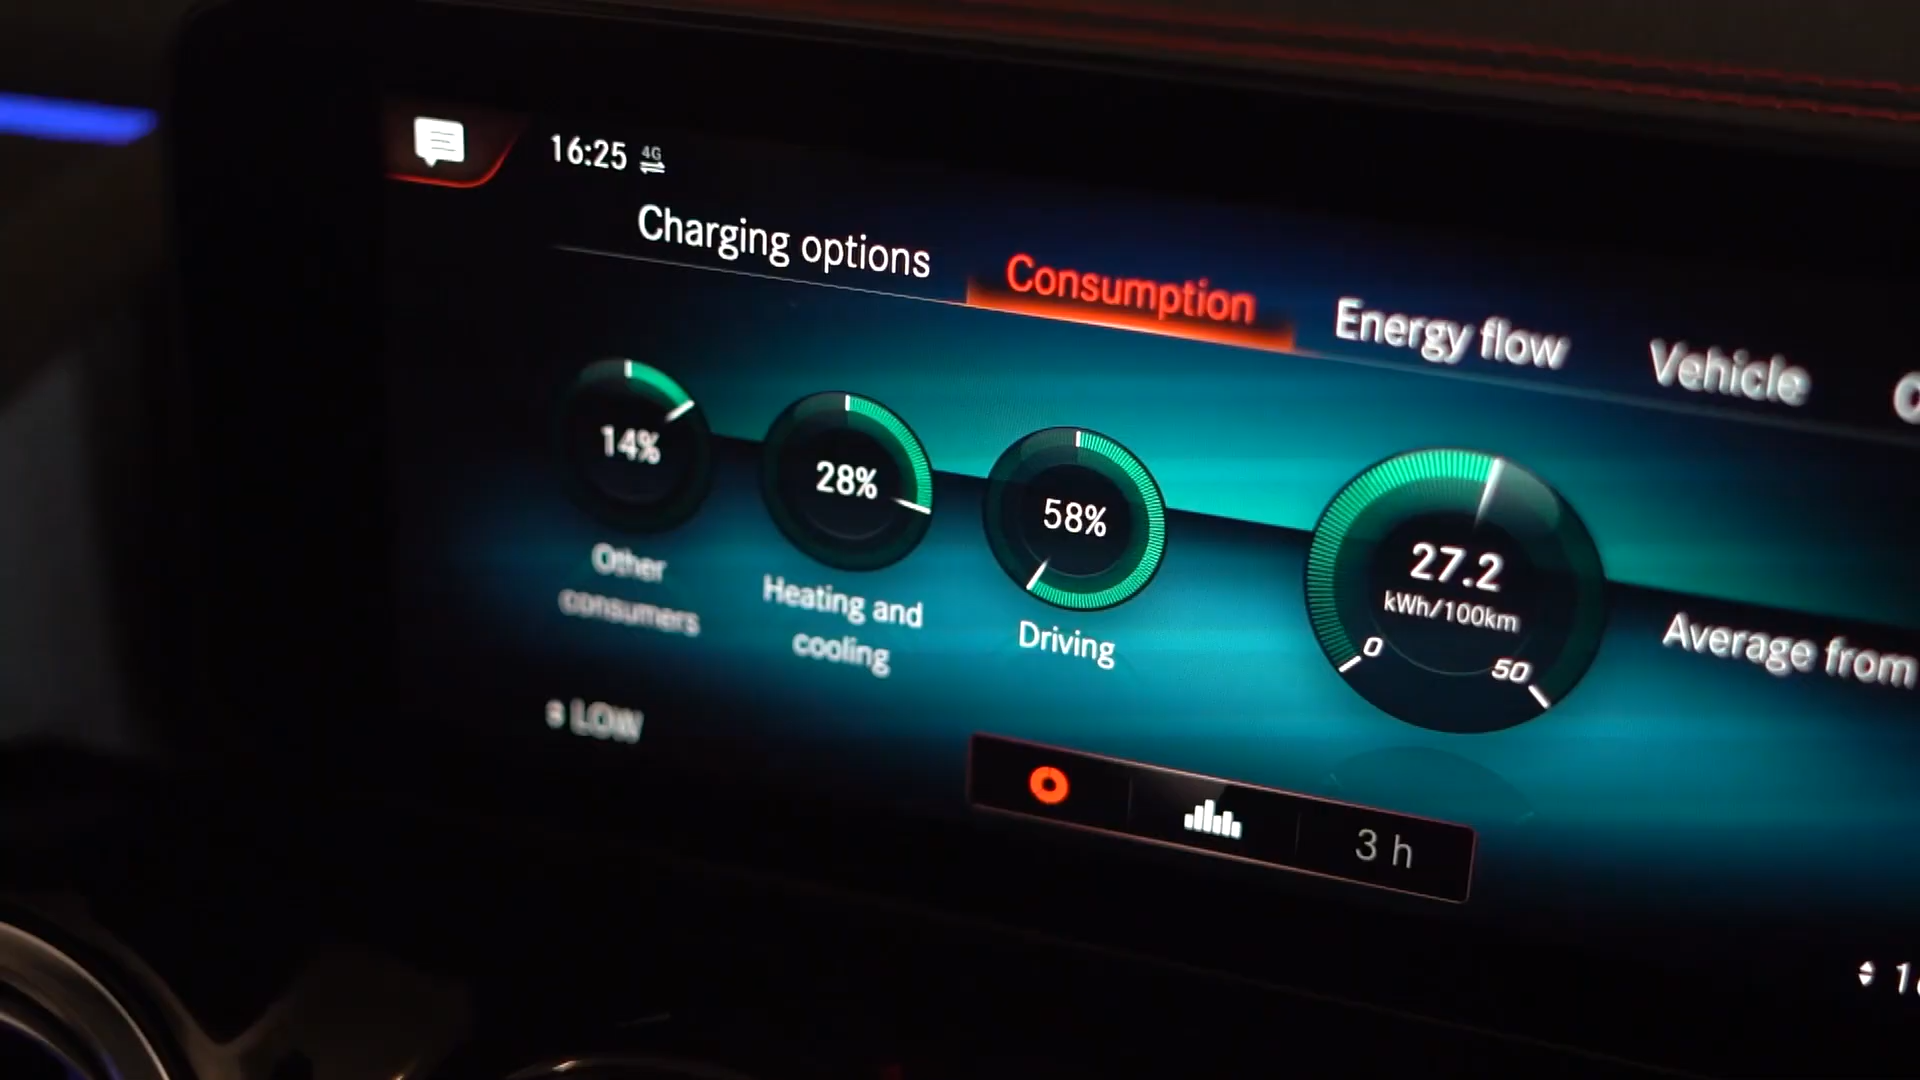 16:25 4G
Charging options
Consumption
Energy flow
Vehicle
14%
28%
58%
27.2
kWh/100km
0
50
Other
consumers
Heating and
cooling
Driving
Average from
LOW
3 h